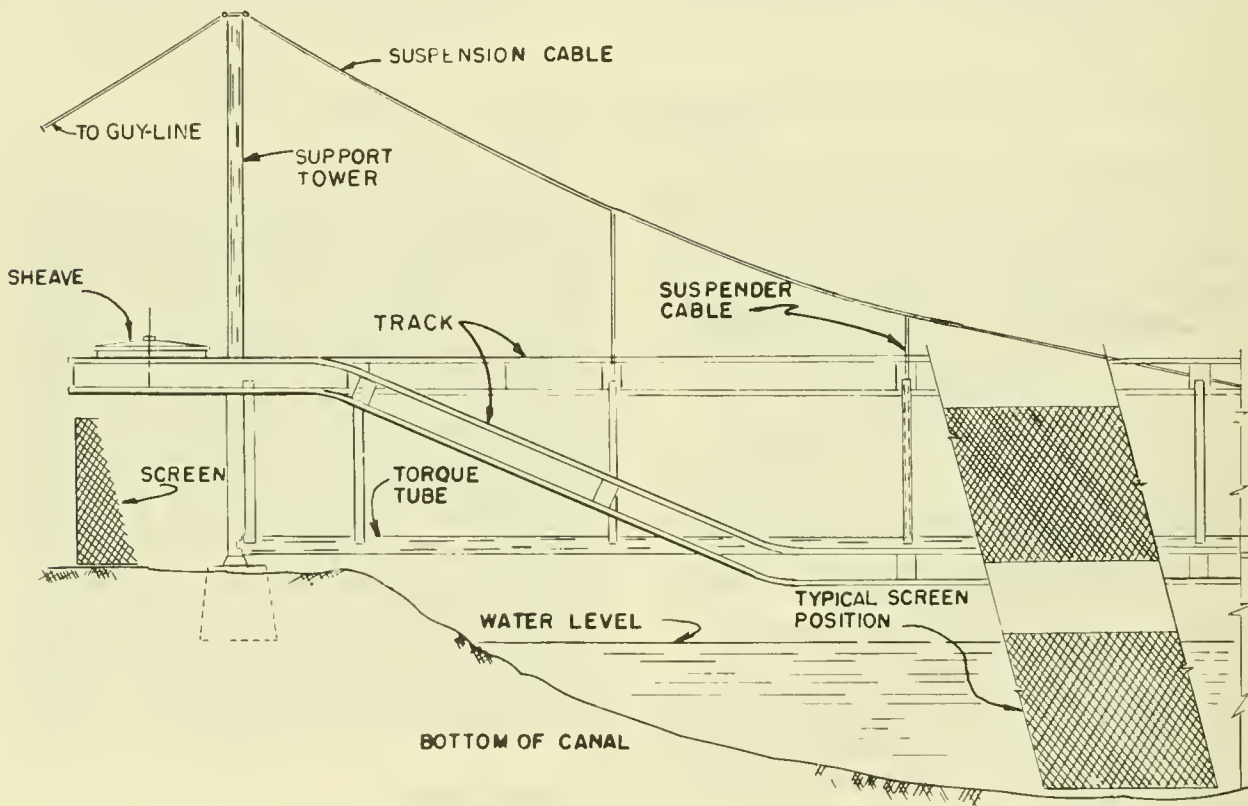 SUSPENSION CABLE
TO GUY-LINE
SUPPORT
TOWER
SHEAVE
SUSPENDER
CABLE
TRACK
SCREEN
TORQUE
TUBE
TYPICAL SCREEN
POSITION
WATER LEVEL
BOTTOM OF CANAL